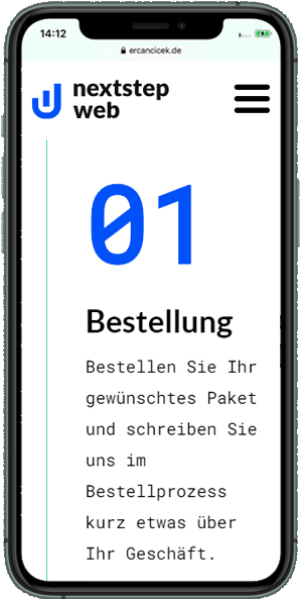 14:12
ercancicek.de
nextstep
web
01
Bestellung
Bestellen Sie Ihr
gewünschtes Paket
und schreiben Sie
uns im
Bestellprozess
kurz etwas über
Ihr Geschäft.